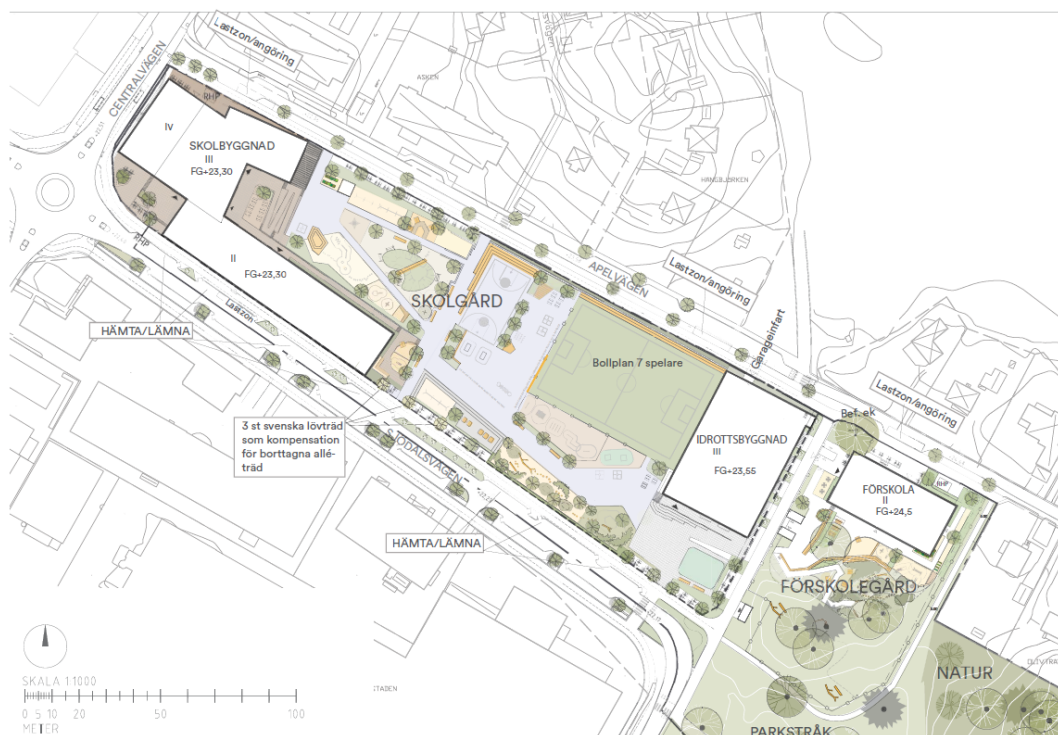 Lastzon/angöring
CENTRALVÄGEN
ASKEN
RHP
IV
SKOLBYGGNAD
III
FG+23,30
HÄNGBJÖRKEN
II
FG+23,30
RHP
Lastzon
HÄMTA/LÄMNA
SKOLGÅRD
APELVÄGEN
Lastzon/angöring
Garageinfart
Bollplan 7 spelare
Lastzon/angöring
Bef. ek
3 st svenska lövträd
som kompensation
för borttagna allé-
träd
SJÖDALSVÄGEN
IDROTTSBYGGNAD
III
FG+23,55
FÖRSKOLA
II
FG+24,5
RHP
HÄMTA/LÄMNA
FÖRSKOLEGÅRD
NATUR
PARKSTRÅK
SKALA 1:1000
0 5 10 20 50 100
METER